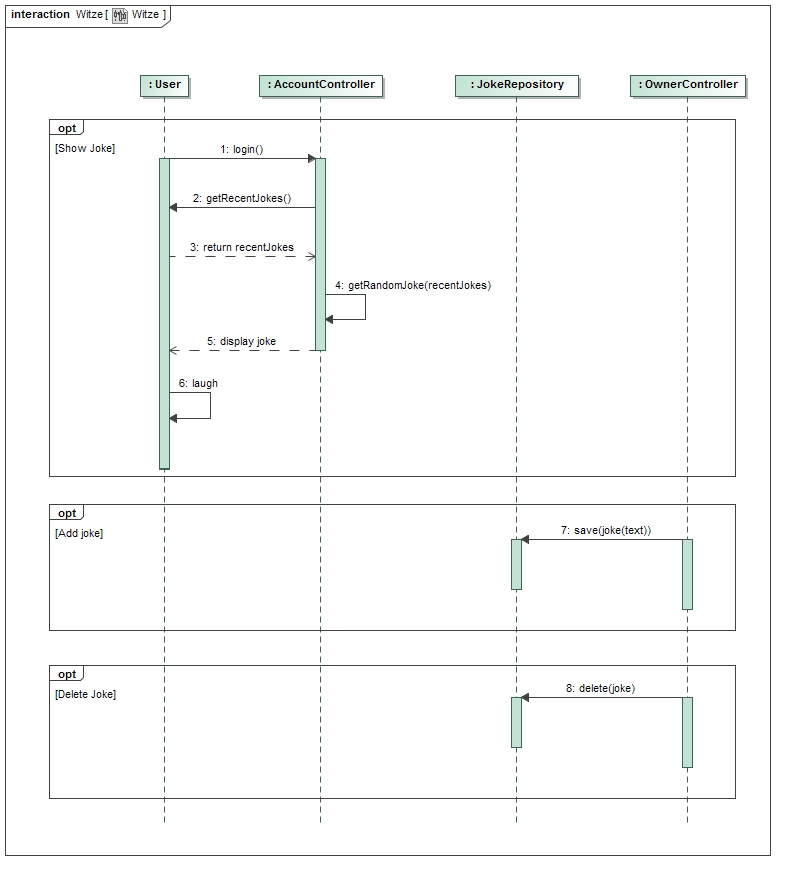 interaction Witze [ Witze ]
: User
: AccountController
: JokeRepository
: OwnerController
opt
[Show Joke]
1: login()
2: getRecentJokes()
3: return recentJokes
4: getRandomJoke(recentJokes)
5: display joke
6: laugh
opt
[Add joke]
7: save(joke(text))
opt
[Delete Joke]
8: delete(joke)